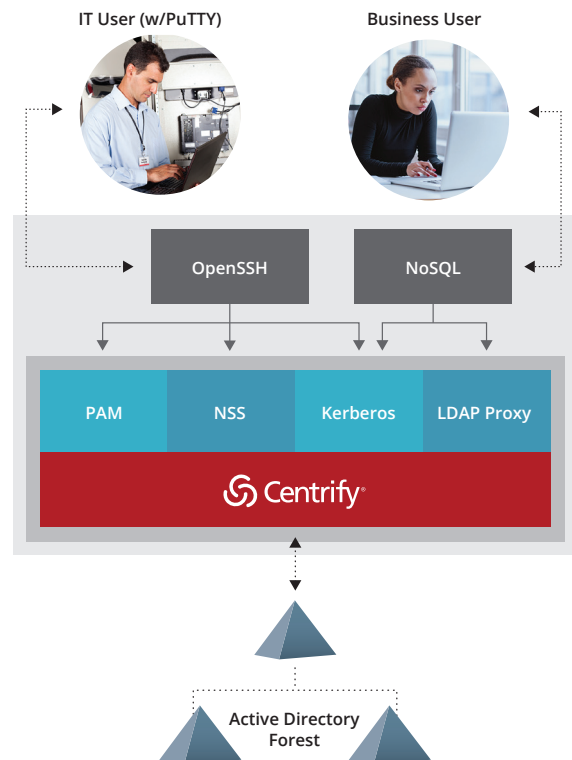 IT User (w/PuTTY)
Business User
OpenSSH
NoSQL
PAM
NSS
Kerberos
LDAP Proxy
Centrify®
Active Directory
Forest